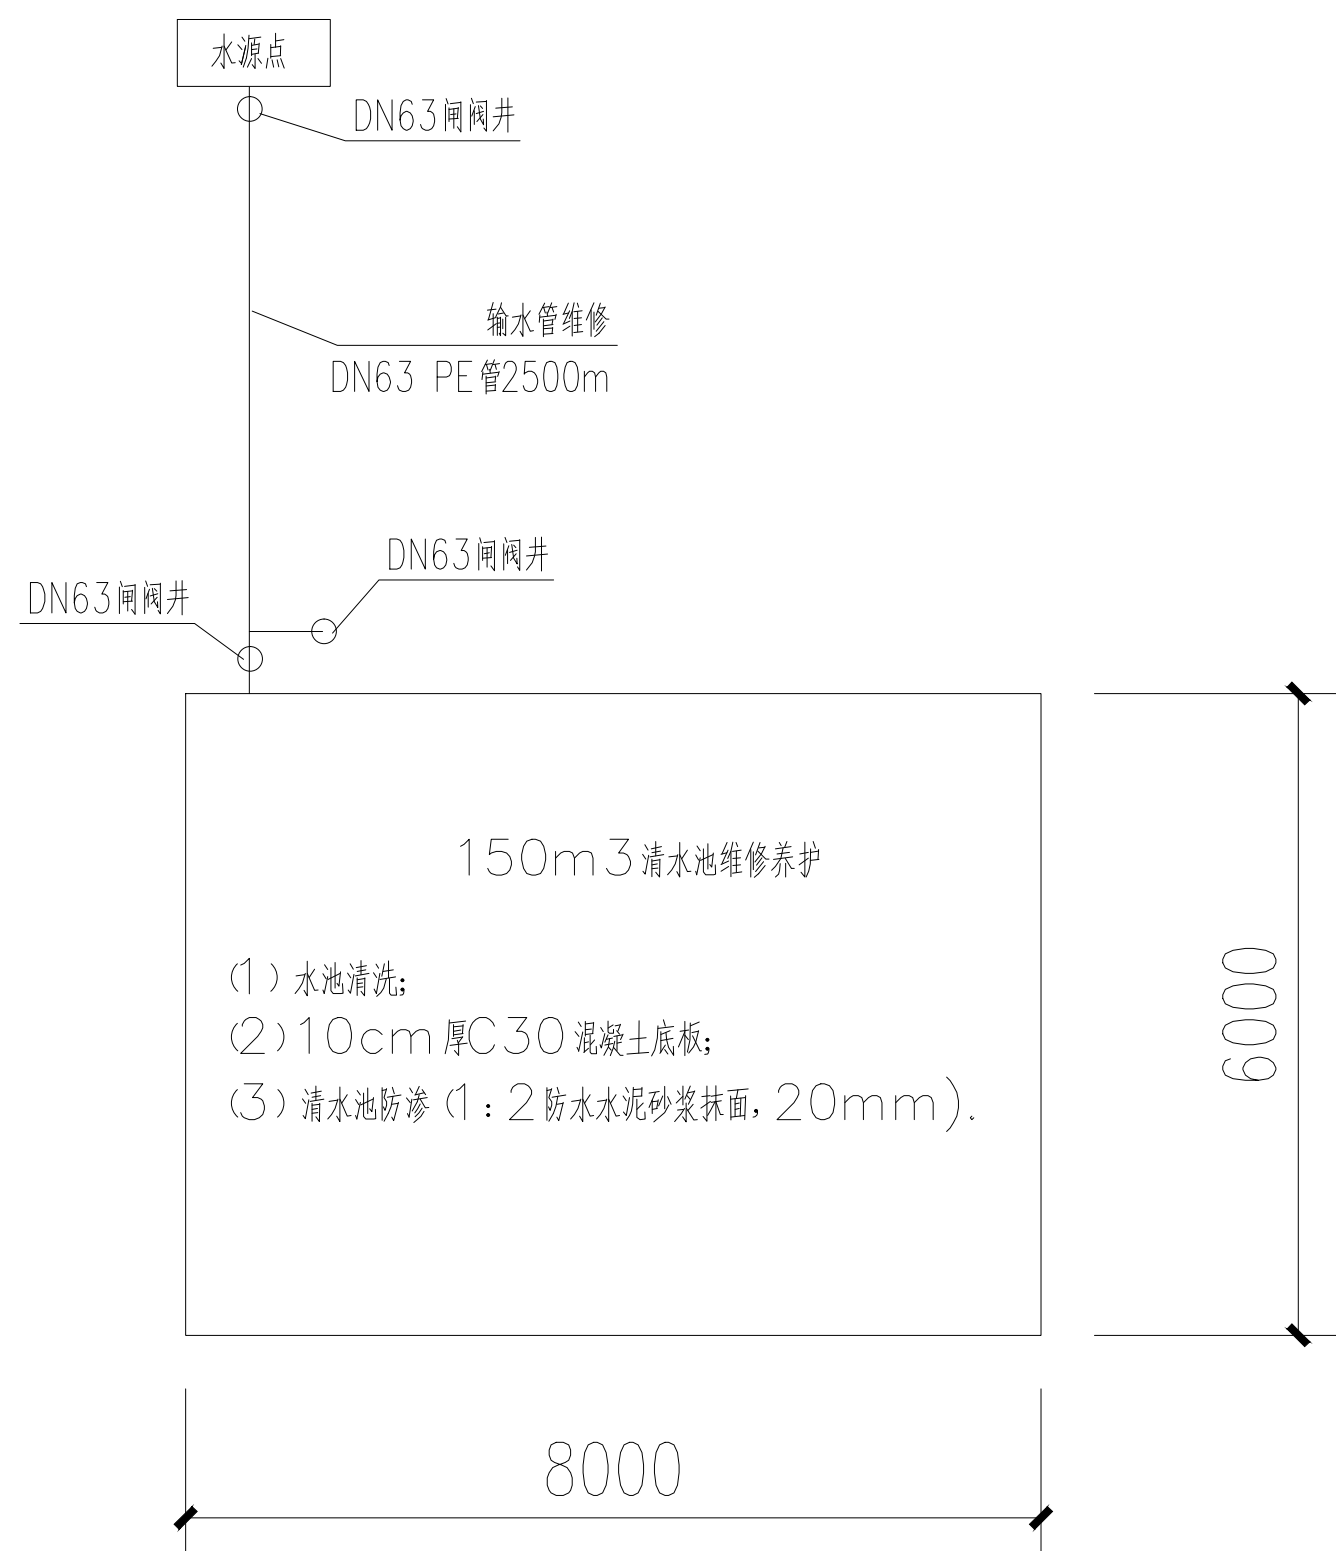 水源点
DN63闸阀井
输水管维修
DN63 PE管2500m
DN63闸阀井
DN63闸阀井
150m3清水池维修养护
(1)水池清洗;
(2)10cm厚C30混凝土底板;
(3)清水池防渗(1:2防水水泥砂浆抹面,20mm).
6000
8000